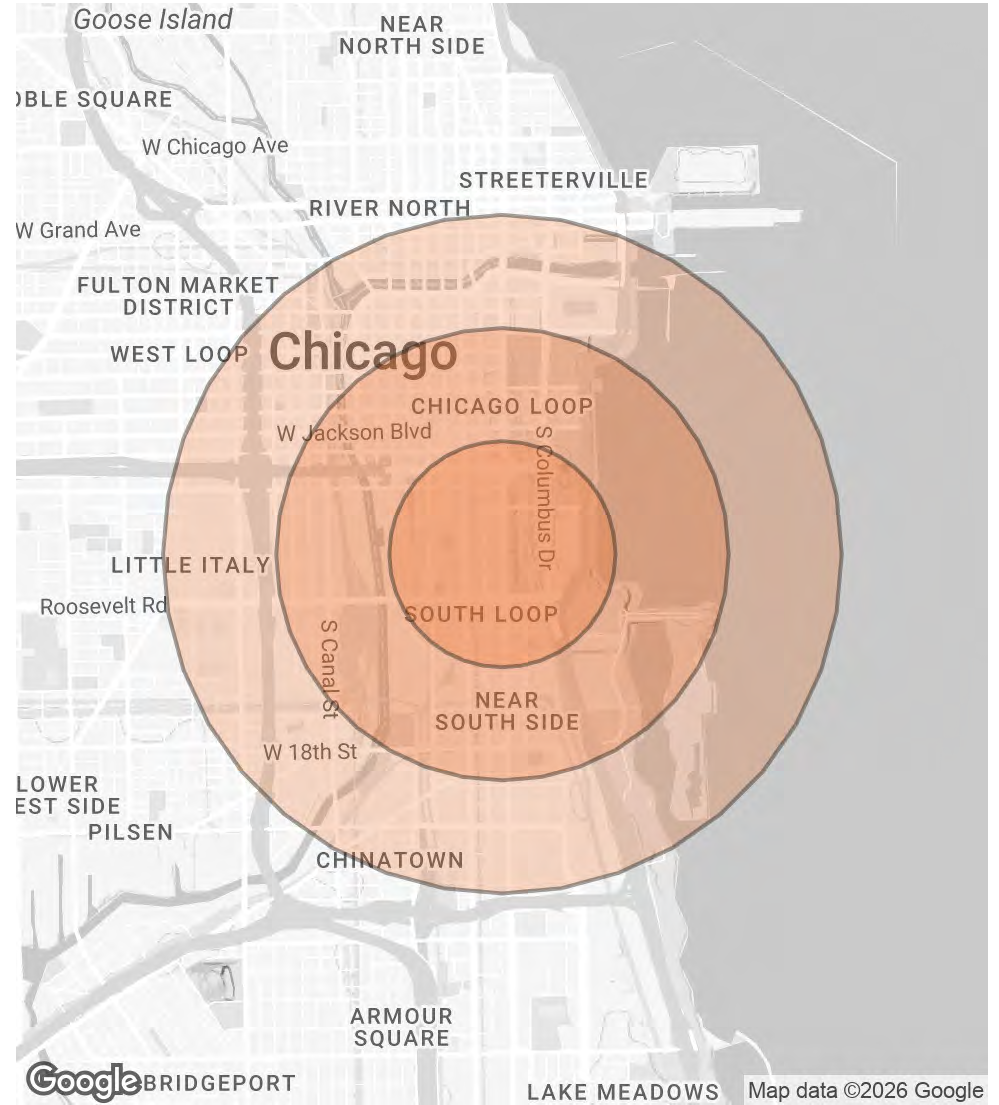 Goose Island
NEAR
NORTH SIDE
OBLE SQUARE
W Chicago Ave
STREETERVILLE
RIVER NORTH
W Grand Ave
FULTON MARKET
DISTRICT
WEST LOOP
Chicago
CHICAGO LOOP
W Jackson Blvd
S Columbus Dr
LITTLE ITALY
Roosevelt Rd
SOUTH LOOP
S Canal St
NEAR
SOUTH SIDE
W 18th St
LOWER
EST SIDE
PILSEN
CHINATOWN
ARMOUR
SQUARE
Google
BRIDGEPORT
LAKE MEADOWS
Map data ©2026 Google